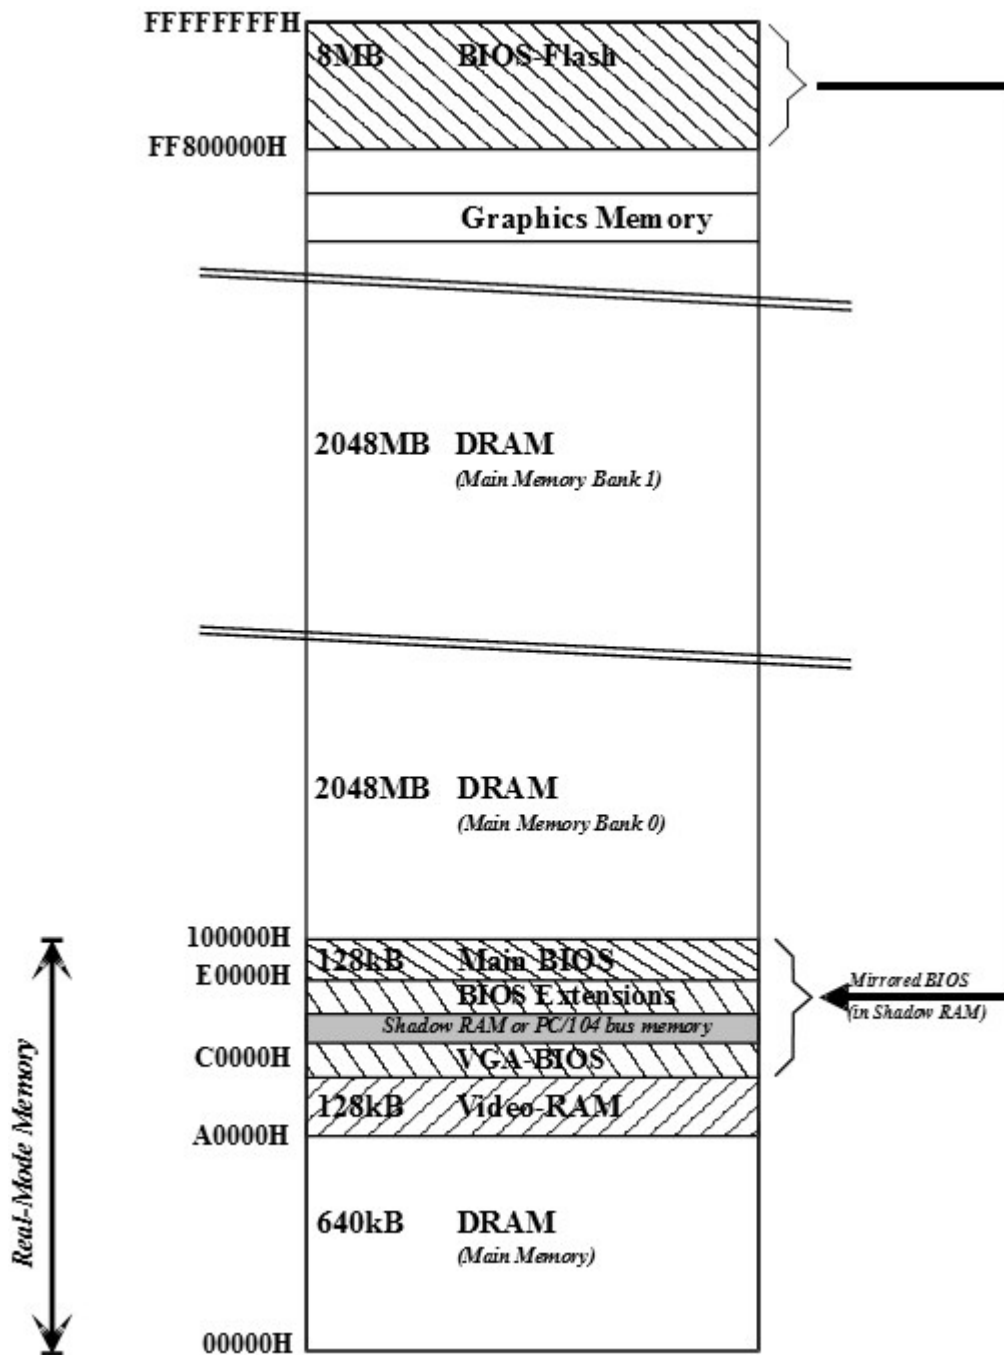 FFFFFFFFH
8MB BIOS-Flash
FF800000H
Graphics Memory
2048MB DRAM
(Main Memory Bank 1)
2048MB DRAM
(Main Memory Bank 0)
100000H
128kB Main BIOS
E0000H
BIOS Extensions
Mirrored BIOS
(in Shadow RAM)
Shadow RAM or PC/104 bus memory
C0000H
VGA-BIOS
128kB Video-RAM
A0000H
Real-Mode Memory
640kB DRAM
(Main Memory)
00000H